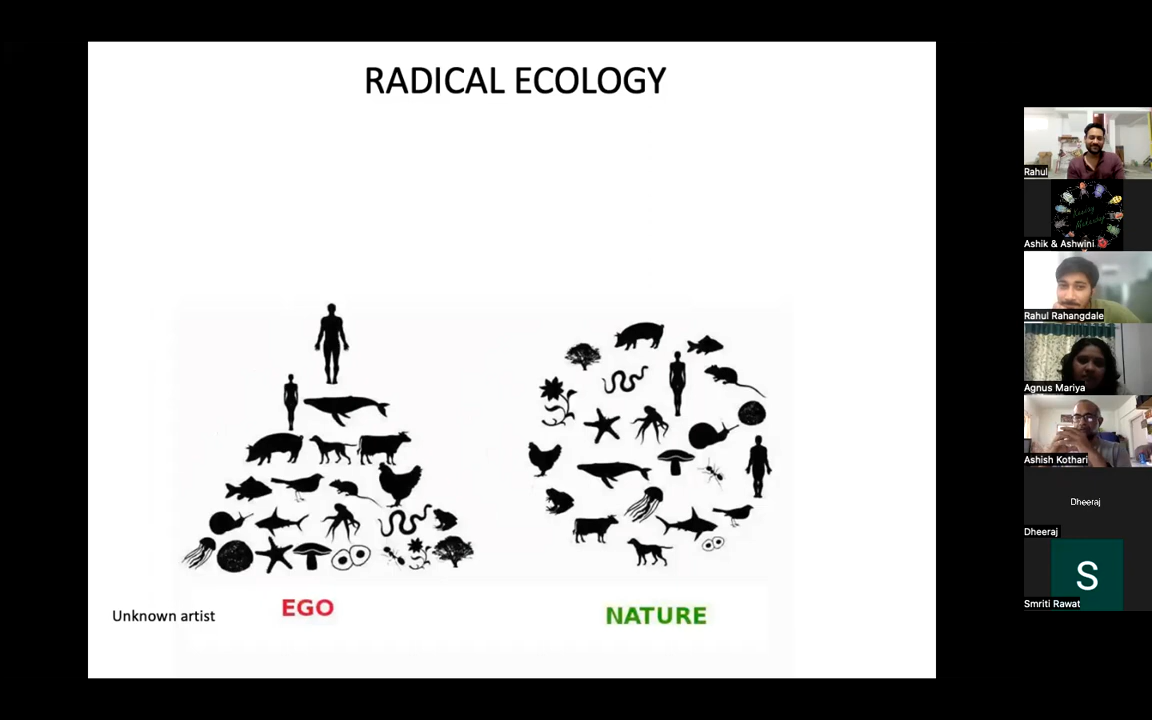 RADICAL ECOLOGY
Unknown artist
EGO
NATURE
Rahul
Ashik & Ashwini
Rahul Rahangdale
Agnus Mariya
Ashish Kothari
Dheeraj
Dheeraj
S
Smriti Rawat